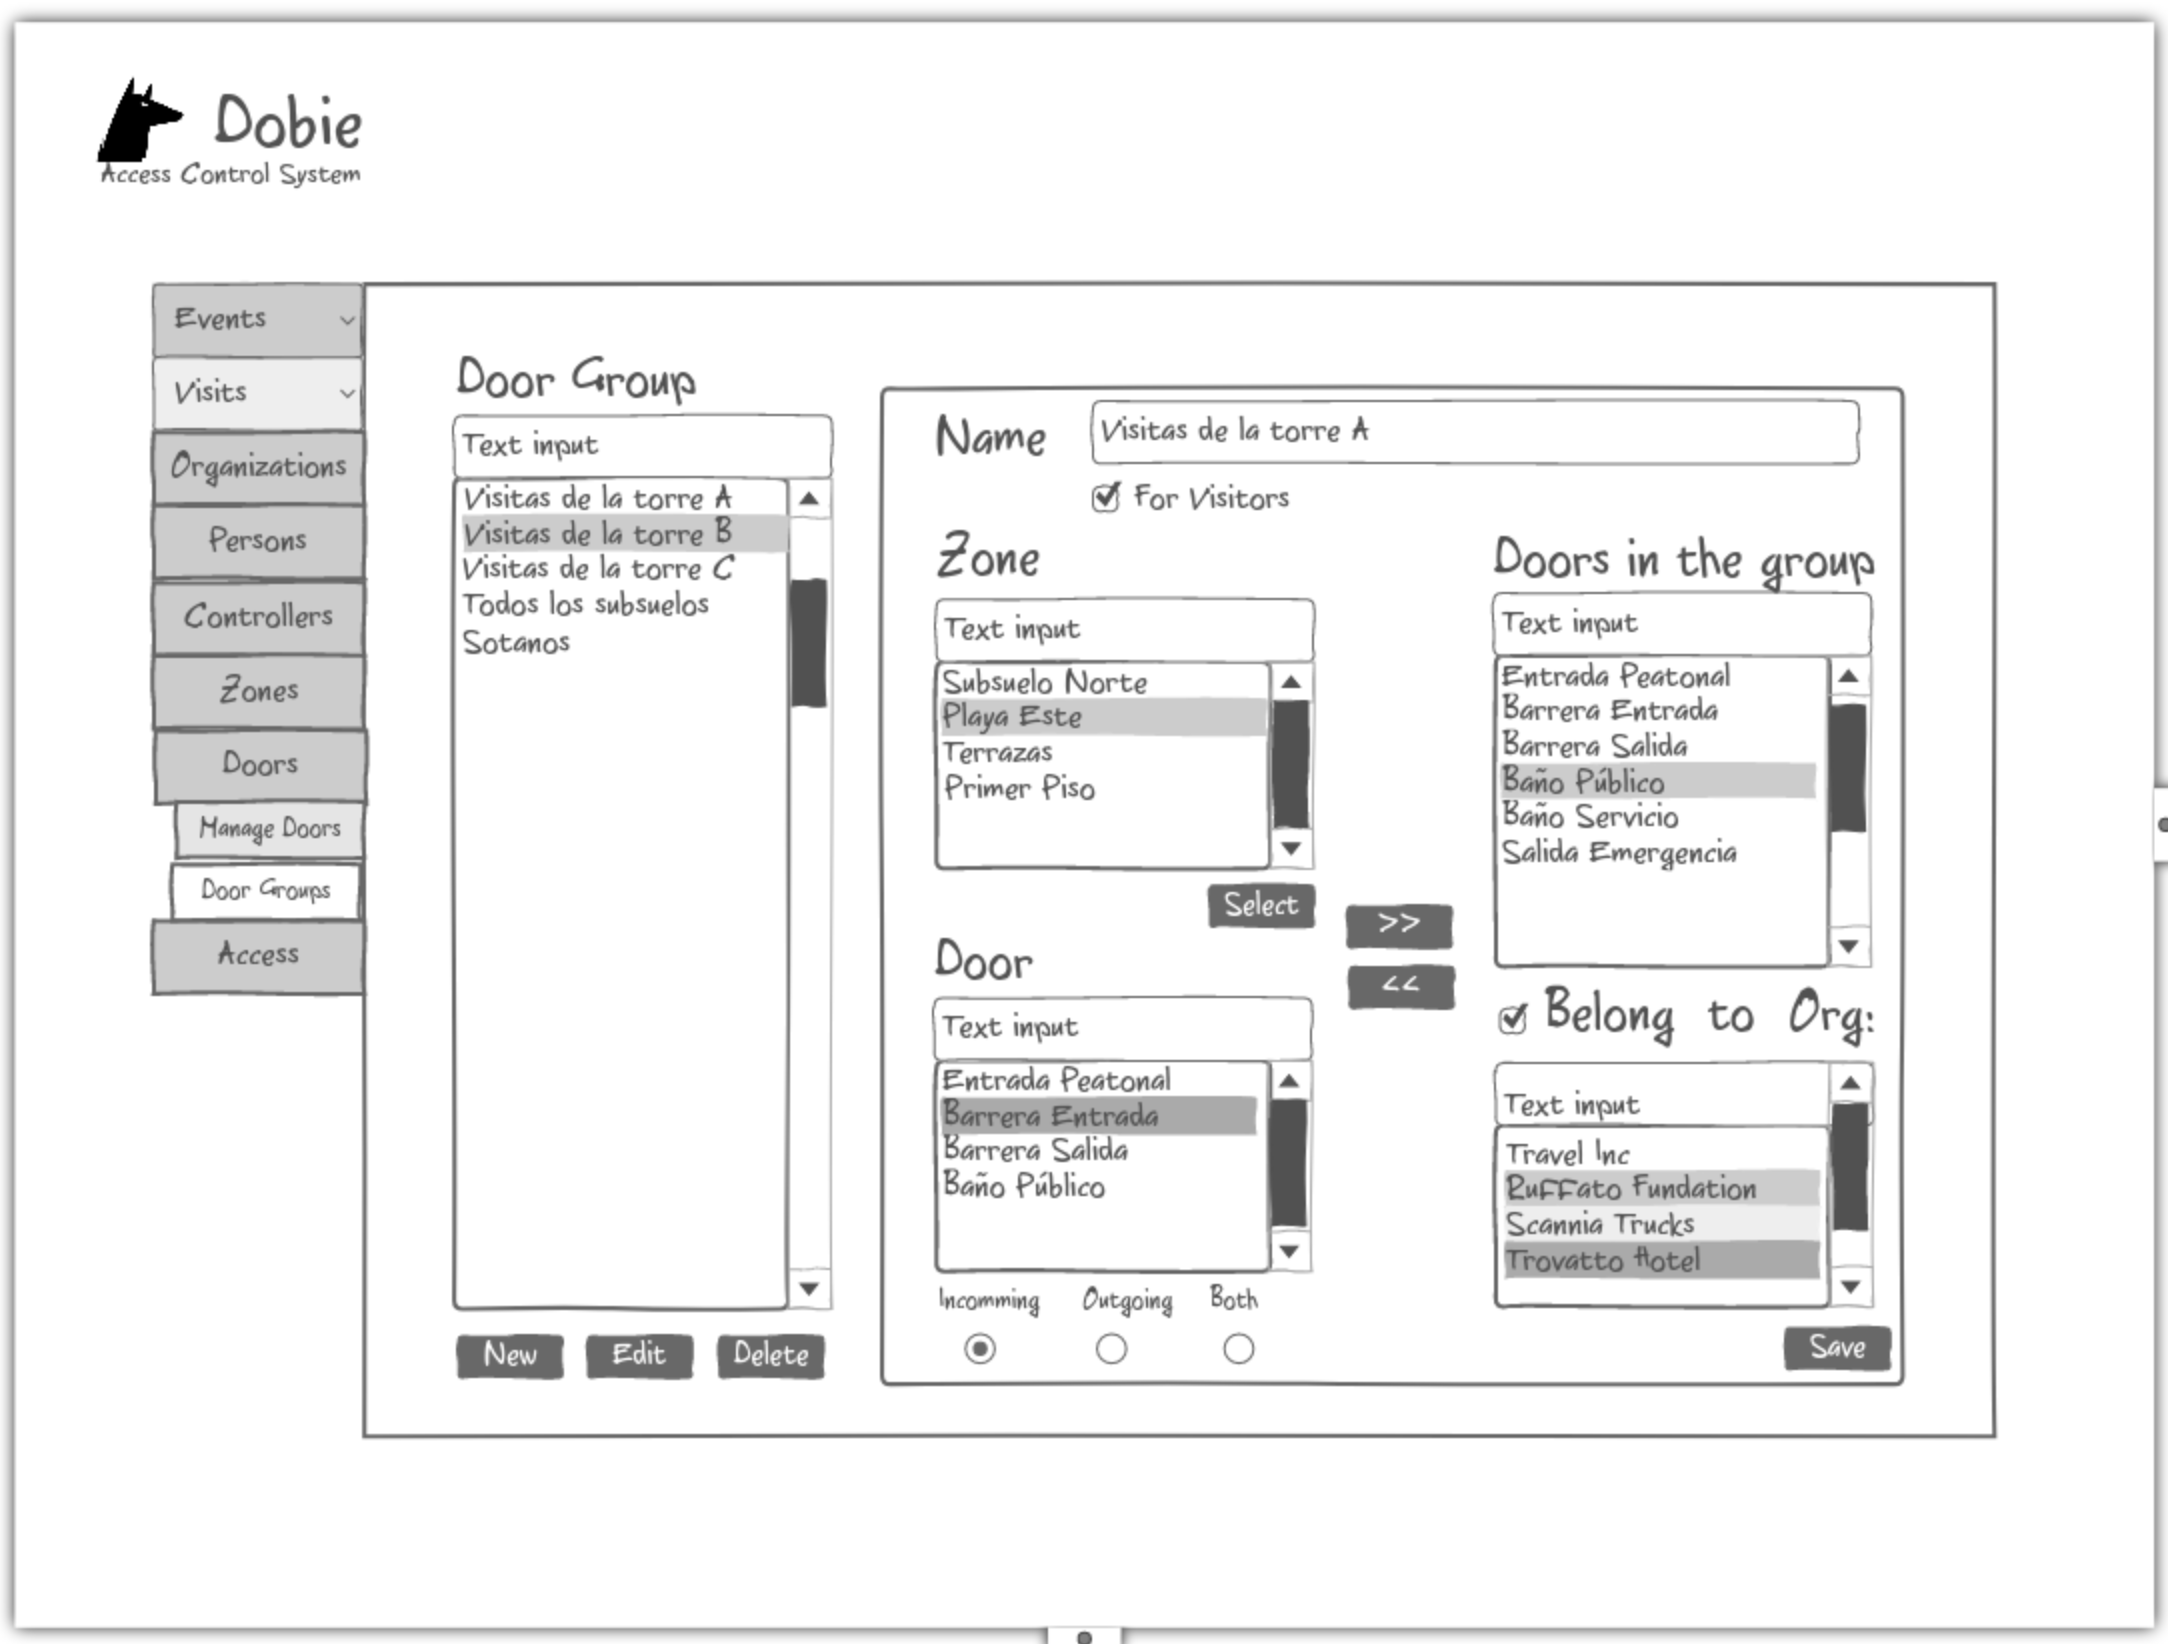 Dobie
Access Control System
Events
Visits
Organizations
Persons
Controllers
Zones
Doors
Manage Doors
Door Groups
Access
Door Group
Text input
Visitas de la torre A
Visitas de la torre B
Visitas de la torre C
Todos los subsuelos
Sotanos
New Edit Delete
Name Visitas de la torre A
For Visitors
Zone
Text input
Subsuelo Norte
Playa Este
Terrazas
Primer Piso
Select
Door
Text input
Entrada Peatonal
Barrera Entrada
Barrera Salida
Baño Público
Incomming Outgoing Both
>>
<<
Doors in the group
Text input
Entrada Peatonal
Barrera Entrada
Barrera Salida
Baño Público
Baño Servicio
Salida Emergencia
Belong to Org:
Text input
Travel Inc
Ruffato Fundation
Scannia Trucks
Trovatto Hotel
Save